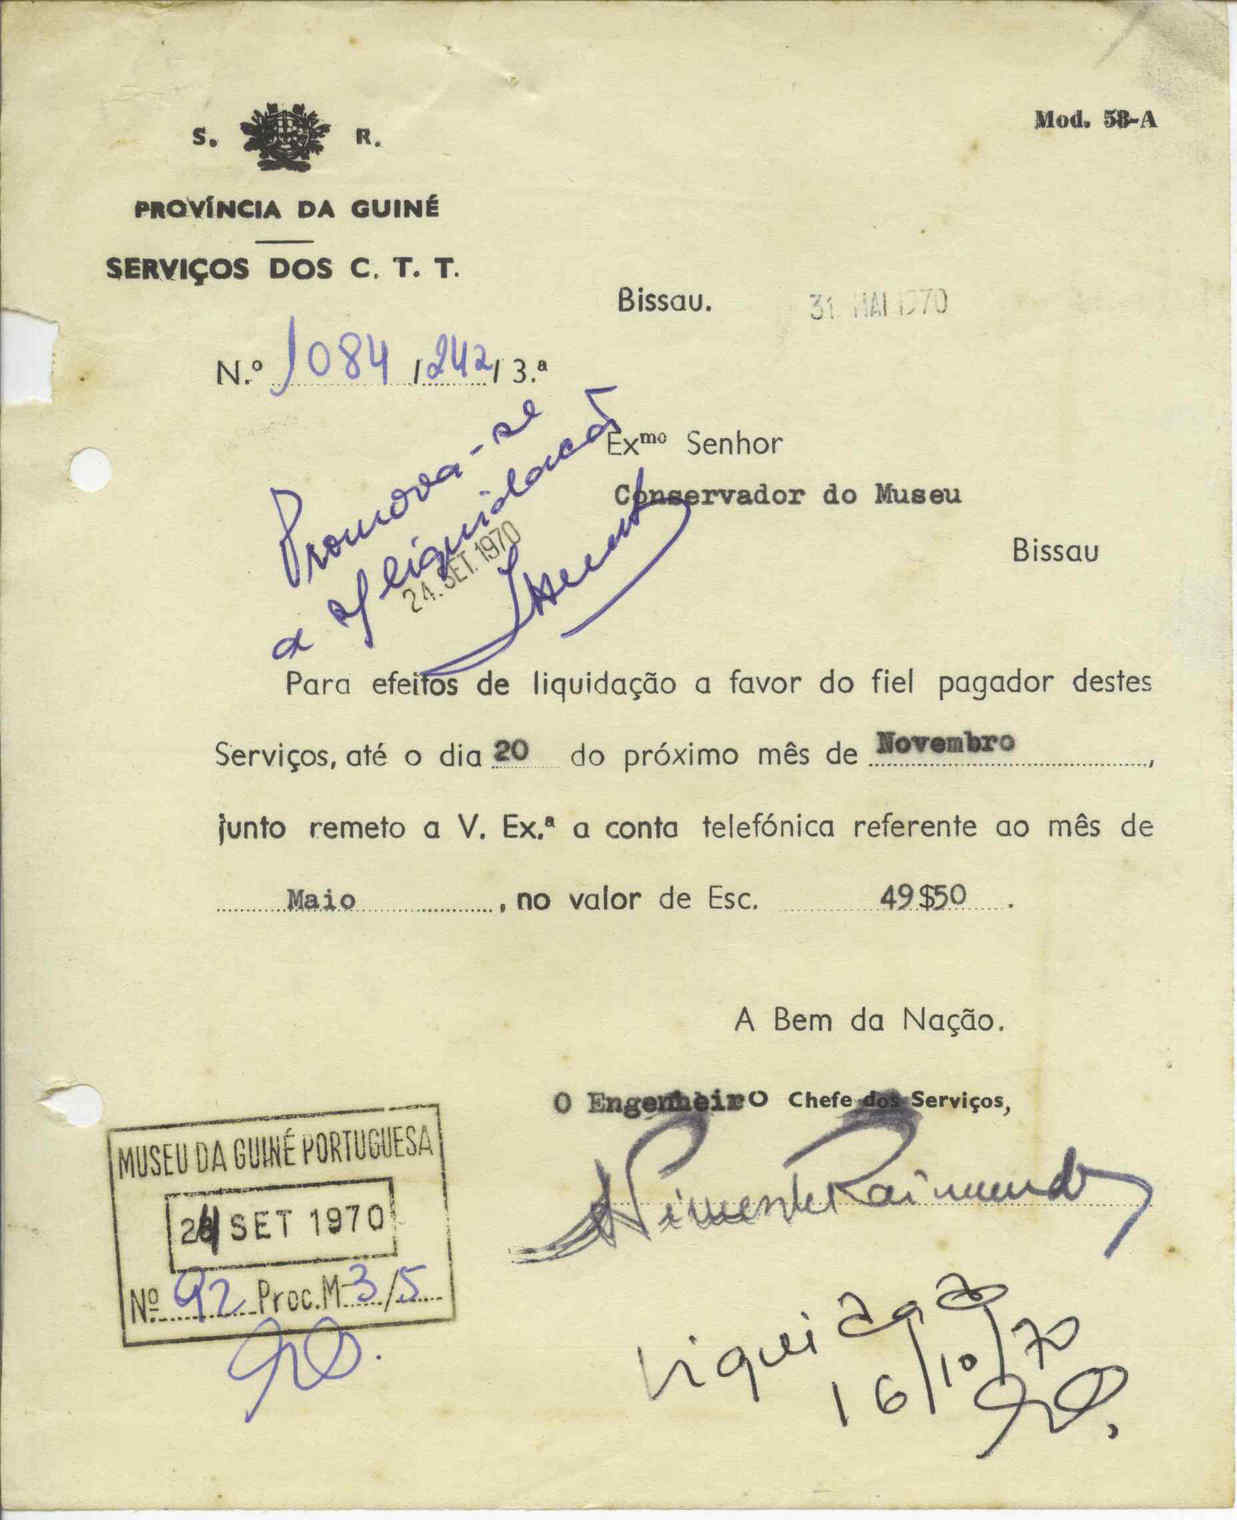 S. R.
Mod. 58-A
PROVÍNCIA DA GUINÉ
SERVIÇOS DOS C. T. T.
Bissau. 31 MAI 1970
N.º 1084 / 242 / 3.ª
Promova-se
a liquidação
24. SET. 1970
Exmo Senhor
Conservador do Museu
Bissau
Para efeitos de liquidação a favor do fiel pagador destes
Serviços, até o dia 20 do próximo mês de Novembro,
junto remeto a V. Ex.ª a conta telefónica referente ao mês de
Maio, no valor de Esc. 49$50.
A Bem da Nação.
O Engenheiro Chefe dos Serviços,
Pimentel Raimundo
MUSEU DA GUINÉ PORTUGUESA
24 SET 1970
Nº 92 Proc. M-3/5
Liquidada
16/10/70